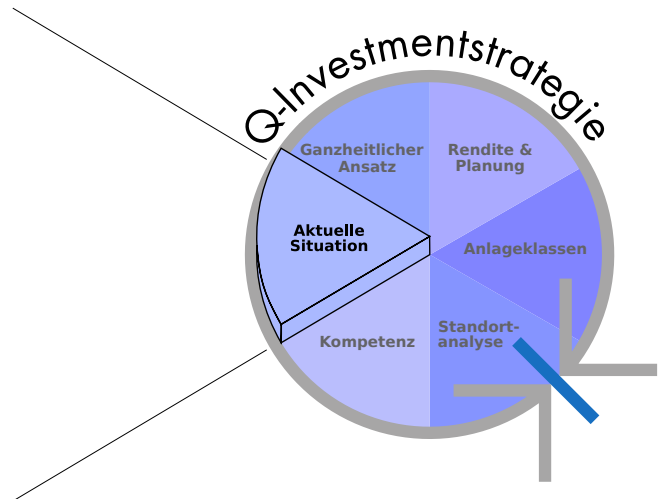 Q-Investmentstrategie
Ganzheitlicher
Ansatz
Rendite &
Planung
Aktuelle
Situation
Anlageklassen
Kompetenz
Standort-
analyse